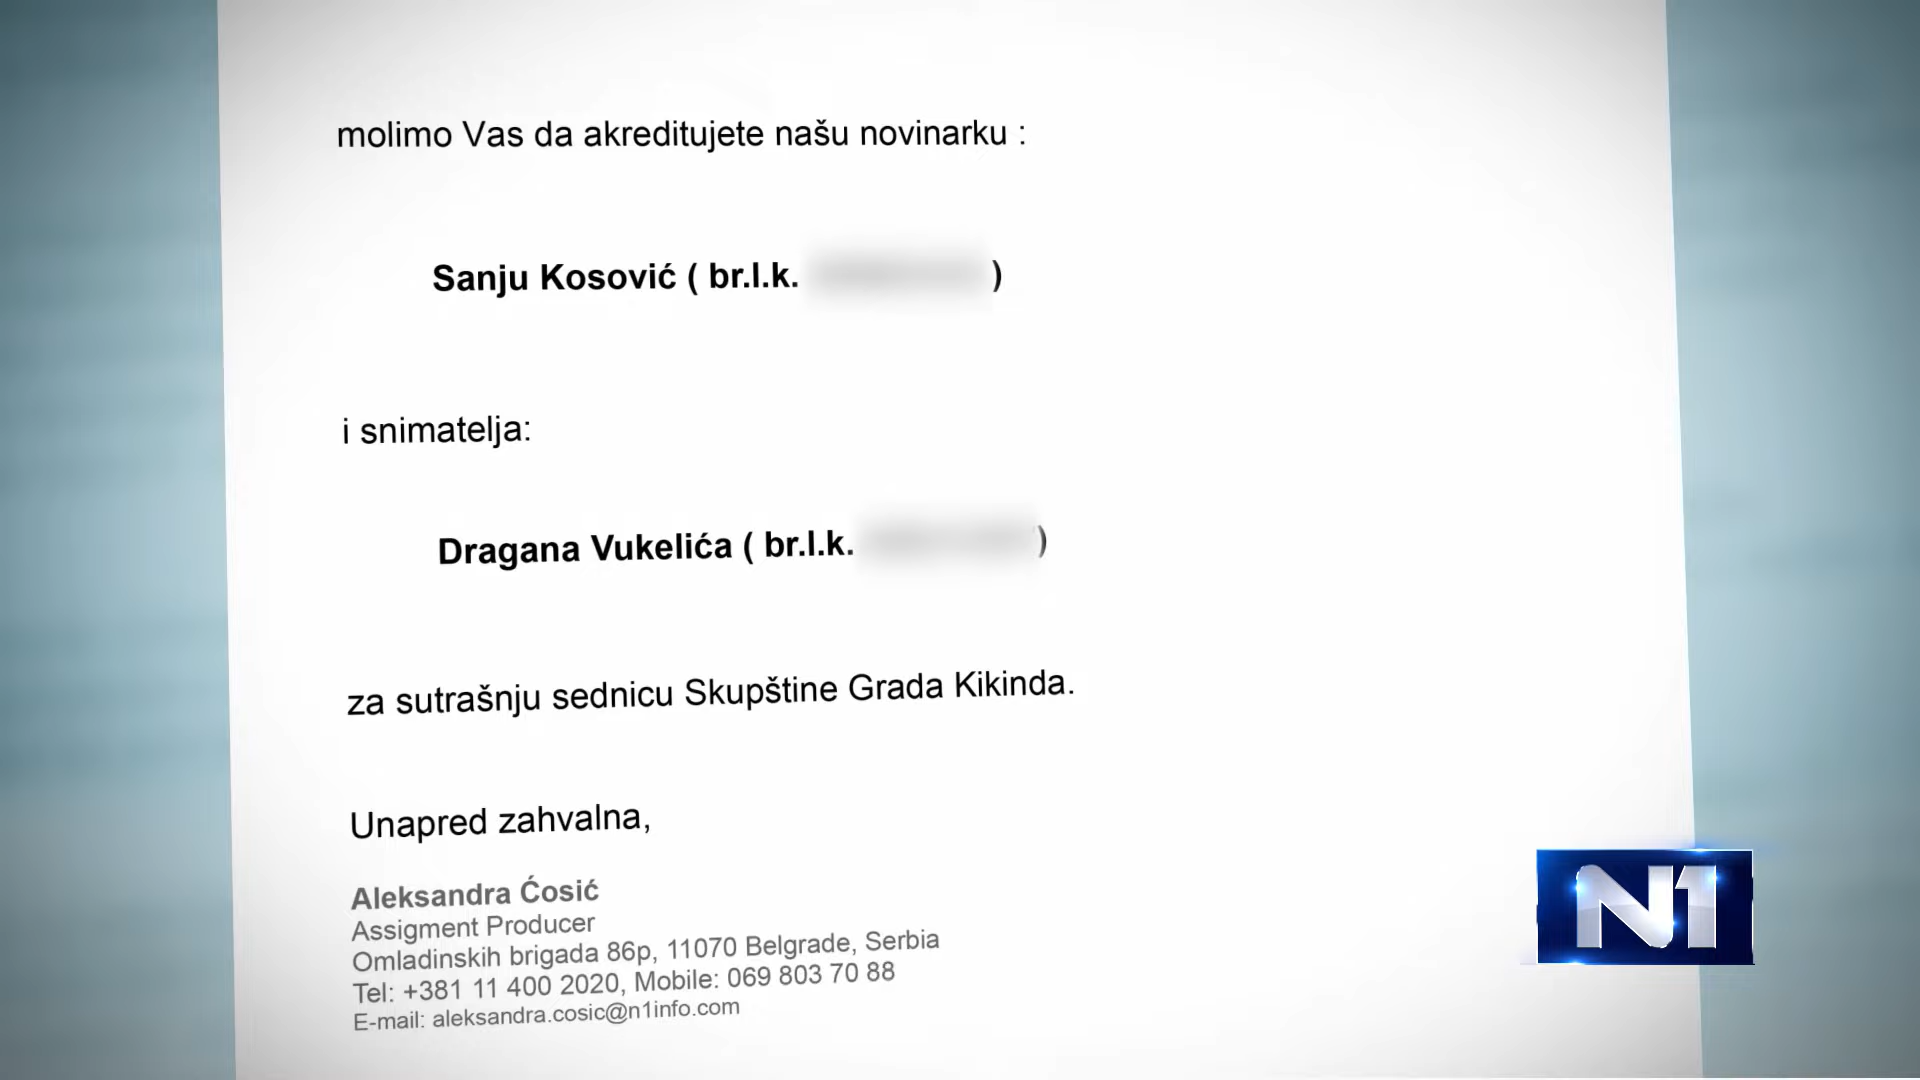 molimo Vas da akreditujete našu novinarku :
Sanju Kosović ( br.l.k. )
i snimatelja:
Dragana Vukelića ( br.l.k. )
za sutrašnju sednicu Skupštine Grada Kikinda.
Unapred zahvalna,
Aleksandra Ćosić
Assigment Producer
Omladinskih brigada 86p, 11070 Belgrade, Serbia
Tel: +381 11 400 2020, Mobile: 069 803 70 88
E-mail: aleksandra.cosic@n1info.com
N1